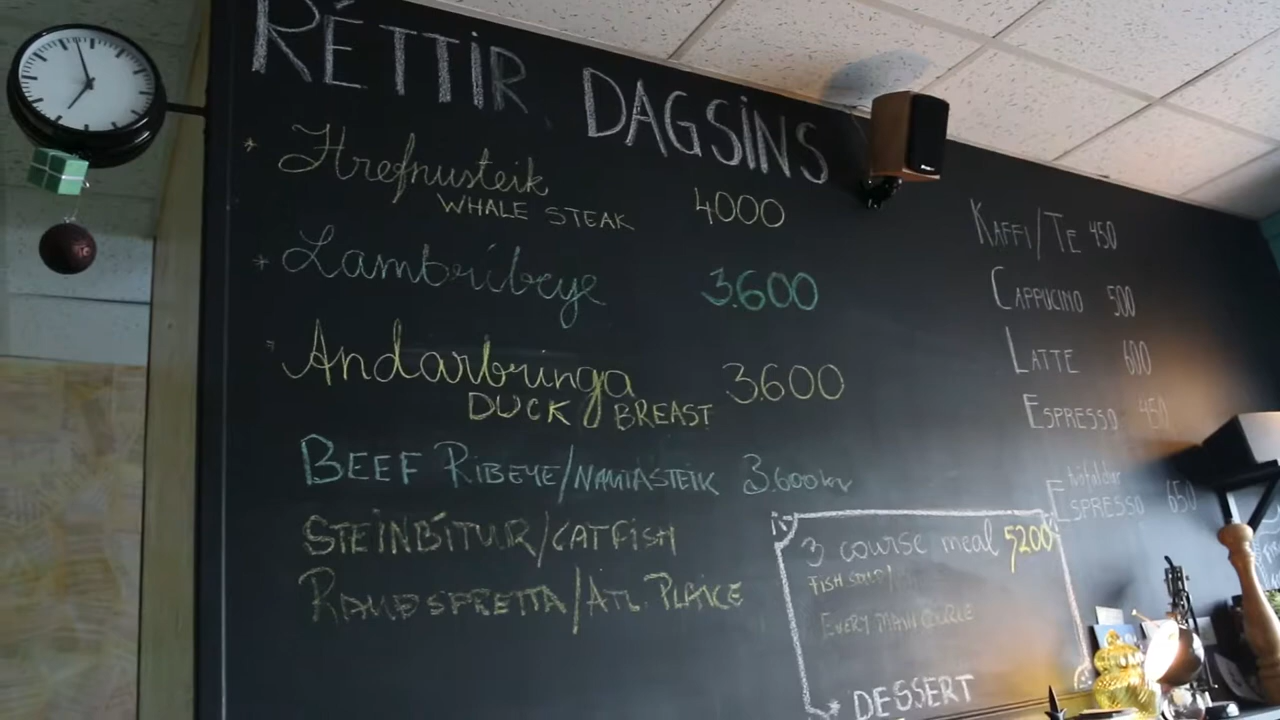 RÉTTIR DAGSINS
* Hrefnusteik 4000
WHALE STEAK
* Lambríbeye 3.600
* Andarbringa 3.600
DUCK BREAST
BEEF RIBEYE/NAUTASTEIK 3.600kr
STEINBÍTUR/CATFISH
RAUÐSPRETTA/ATL. PLAICE
KAFFI/TE 450
CAPPUCINO 500
LATTE 600
ESPRESSO 450
tvöfaldur
ESPRESSO 650
3 course meal 5200
FISH SOUP/
EVERY MAIN COURSE
DESSERT